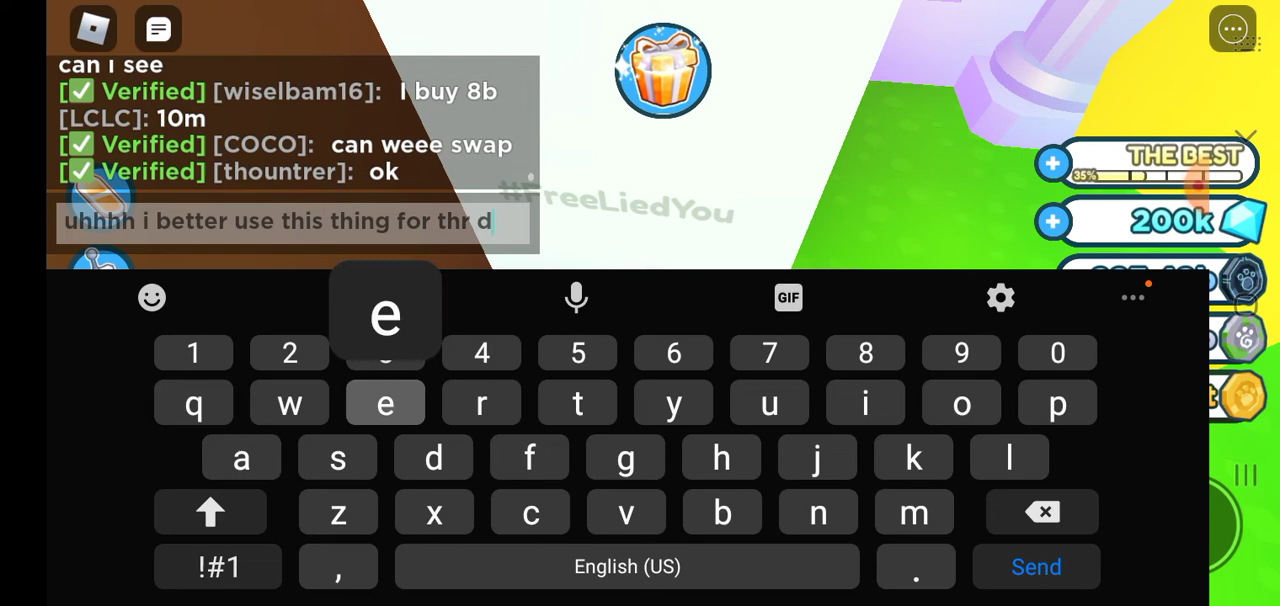 can I see
[✅ Verified] [wiselbam16]: I buy 8b
[LCLC]: 10m
[✅ Verified] [COCO]: can weee swap
[✅ Verified] [thountrer]: ok
#FreeLiedYou
uhhhh i better use this thing for thr d
THE BEST
35%
200k
e
GIF
1 2 4 5 6 7 8 9 0
q w e r t y u i o p
a s d f g h j k l
z x c v b n m
!#1 , English (US) . Send